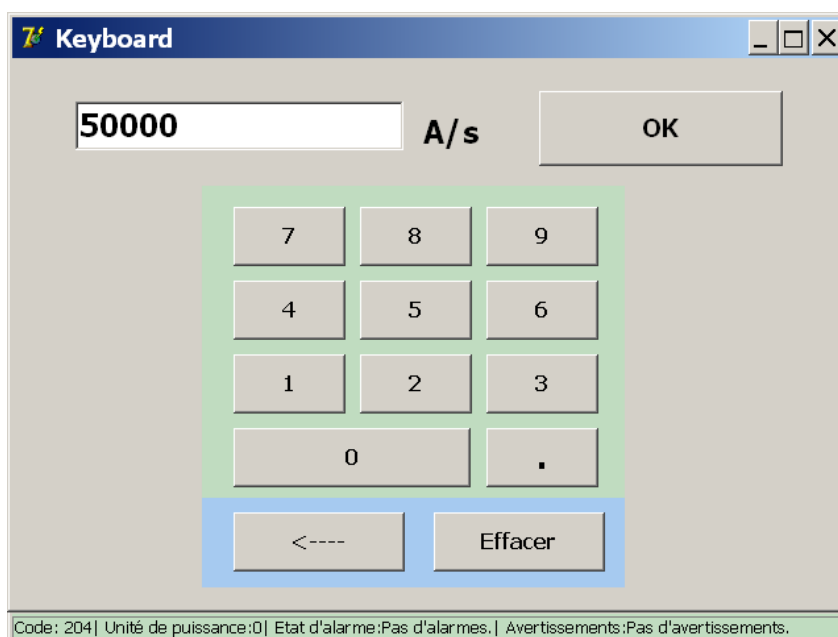 Keyboard
50000 A/s OK
7 8 9
4 5 6
1 2 3
0 .
<---- Effacer
Code: 204| Unité de puissance:0| Etat d'alarme:Pas d'alarmes.| Avertissements:Pas d'avertissements.